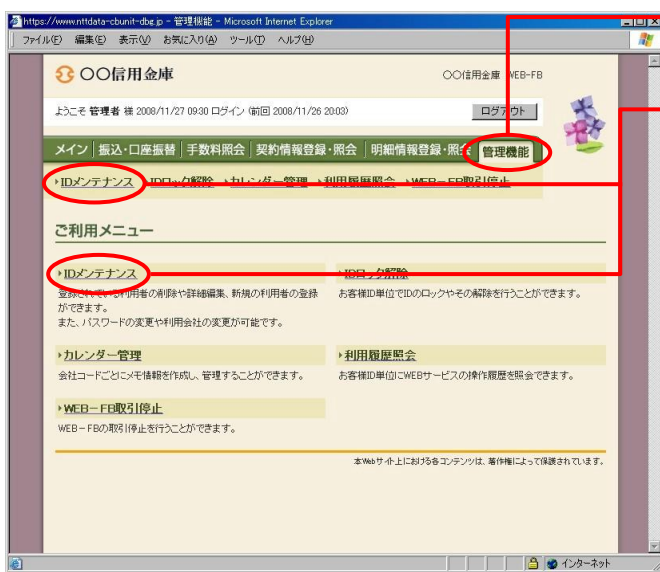 https://www.nttdata-cbunit-dbg.jp - 管理機能 - Microsoft Internet Explorer
ファイル(F) 編集(E) 表示(V) お気に入り(A) ツール(T) ヘルプ(H)
〇〇信用金庫
〇〇信用金庫 WEB-FB
ようこそ 管理者 様 2008/11/27 09:30 ログイン (前回 2008/11/26 20:03)
ログアウト
メイン 振込・口座振替 手数料照会 契約情報登録・照会 明細情報登録・照会 管理機能
IDメンテナンス IDロック解除 カレンダー管理 利用履歴照会 WEB-FB取引停止
ご利用メニュー
IDメンテナンス
登録されている利用者の削除や詳細編集、新規の利用者の登録
ができます。
また、パスワードの変更や利用会社の変更が可能です。
IDロック解除
お客様ID単位でIDのロックやその解除を行うことができます。
カレンダー管理
会社コードごとにメモ情報を作成し、管理することができます。
利用履歴照会
お客様ID単位にWEBサービスの操作履歴を照会できます。
WEB-FB取引停止
WEB-FBの取引停止を行うことができます。
本Webサイト上における各コンテンツは、著作権によって保護されています。
インターネット